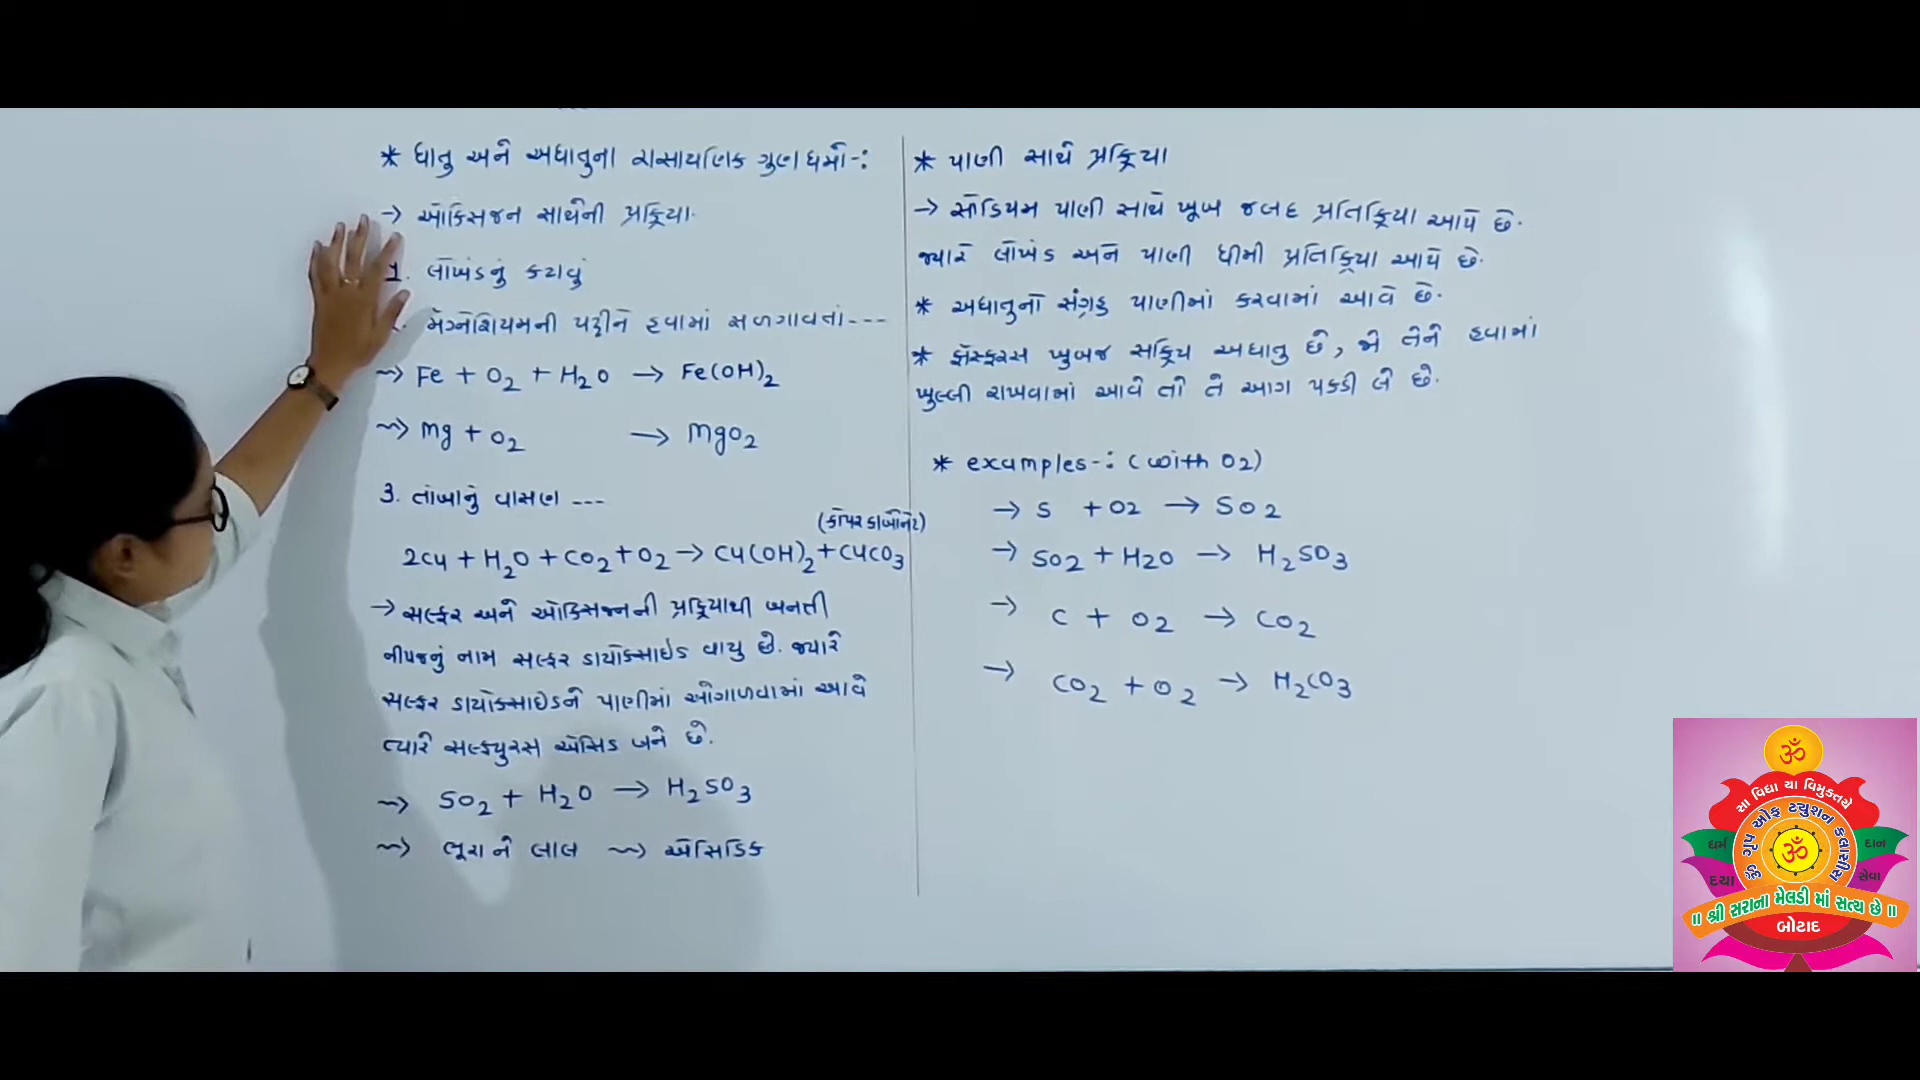 * ધાતુ અને અધાતુના રાસાયણિક ગુણધર્મો-:
→ ઓક્સિજન સાથેની પ્રક્રિયા.
1. લોખંડનું કટાવું
મેગ્નેશિયમની પટ્ટીને હવામાં સળગાવતાં---
⇝ Fe + O2 + H2O → Fe(OH)2
⇝ Mg + O2 → MgO2
3. તાંબાનું વાસણ ---
(કોપર કાર્બોનેટ)
2Cu + H2O + CO2 + O2 → Cu(OH)2 + CuCO3
→ સલ્ફર અને ઓક્સિજનની પ્રક્રિયાથી બનતી
નીપજનું નામ સલ્ફર ડાયોક્સાઇડ વાયુ છે. જ્યારે
સલ્ફર ડાયોક્સાઇડને પાણીમાં ઓગાળવામાં આવે
ત્યારે સલ્ફ્યુરસ એસિડ બને છે.
⇝ SO2 + H2O → H2SO3
⇝ ભૂરાને લાલ ⇝ એસિડિક
* પાણી સાથે પ્રક્રિયા
→ સોડિયમ પાણી સાથે ખૂબ જલદ પ્રતિક્રિયા આપે છે.
જ્યારે લોખંડ અને પાણી ધીમી પ્રતિક્રિયા આપે છે.
* અધાતુનો સંગ્રહ પાણીમાં કરવામાં આવે છે.
* ફોસ્ફરસ ખુબજ સક્રિય અધાતુ છે, જો તેને હવામાં
ખુલ્લી રાખવામાં આવે તો તે આગ પકડી લે છે.
* examples-: (with O2)
→ S + O2 → SO2
→ SO2 + H2O → H2SO3
→ C + O2 → CO2
→ CO2 + O2 → H2CO3
ૐ
સા વિદ્યા યા વિમુક્તયે
ૐ ગ્રુપ ઓફ ટ્યુશન ક્લાસીસ
ધર્મ
દાન
ૐ
દયા
સેવા
॥ શ્રી સરાના મેલડી માં સત્ય છે ॥
બોટાદ